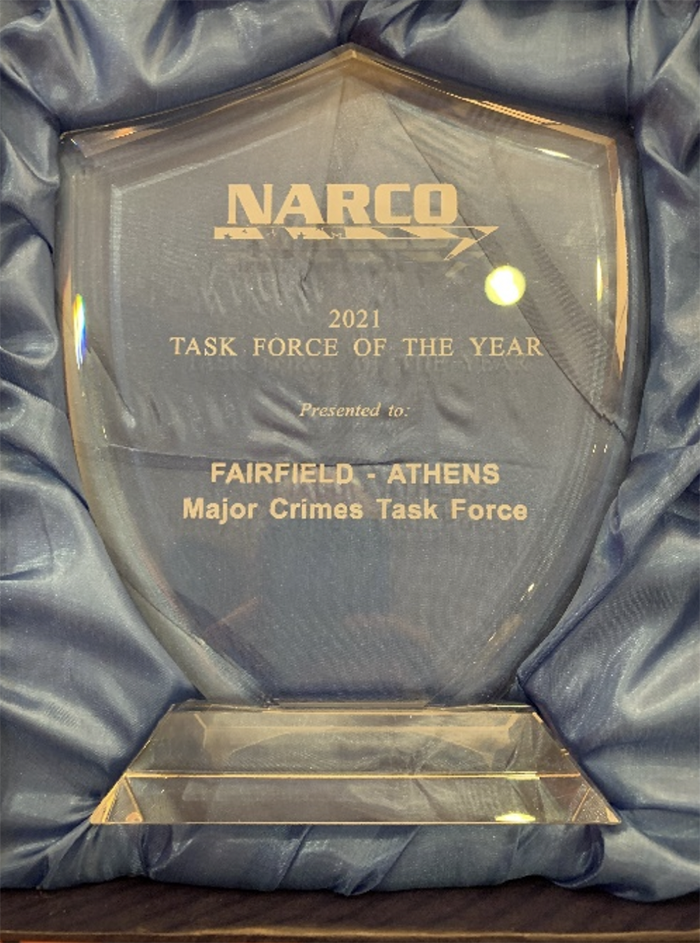 NARCO
2021
TASK FORCE OF THE YEAR
Presented to:
FAIRFIELD - ATHENS
Major Crimes Task Force